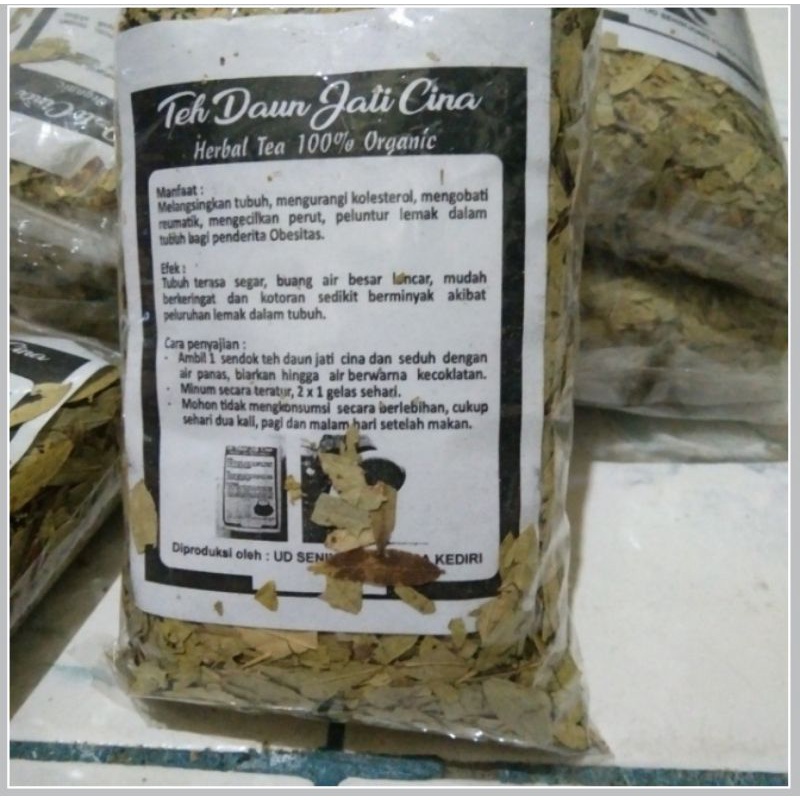 Teh Daun Jati Cina
Herbal Tea 100% Organic
Manfaat :
Melangsingkan tubuh, mengurangi kolesterol, mengobati
reumatik, mengecilkan perut, peluntur lemak dalam
tubuh bagi penderita Obesitas.
Efek :
Tubuh terasa segar, buang air besar lancar, mudah
berkeringat dan kotoran sedikit berminyak akibat
peluruhan lemak dalam tubuh.
Cara penyajian :
- Ambil 1 sendok teh daun jati cina dan seduh dengan
air panas, biarkan hingga air berwarna kecoklatan.
- Minum secara teratur, 2 x 1 gelas sehari.
- Mohon tidak mengkonsumsi secara berlebihan, cukup
sehari dua kali, pagi dan malam hari setelah makan.
Diproduksi oleh : UD KEDIRI